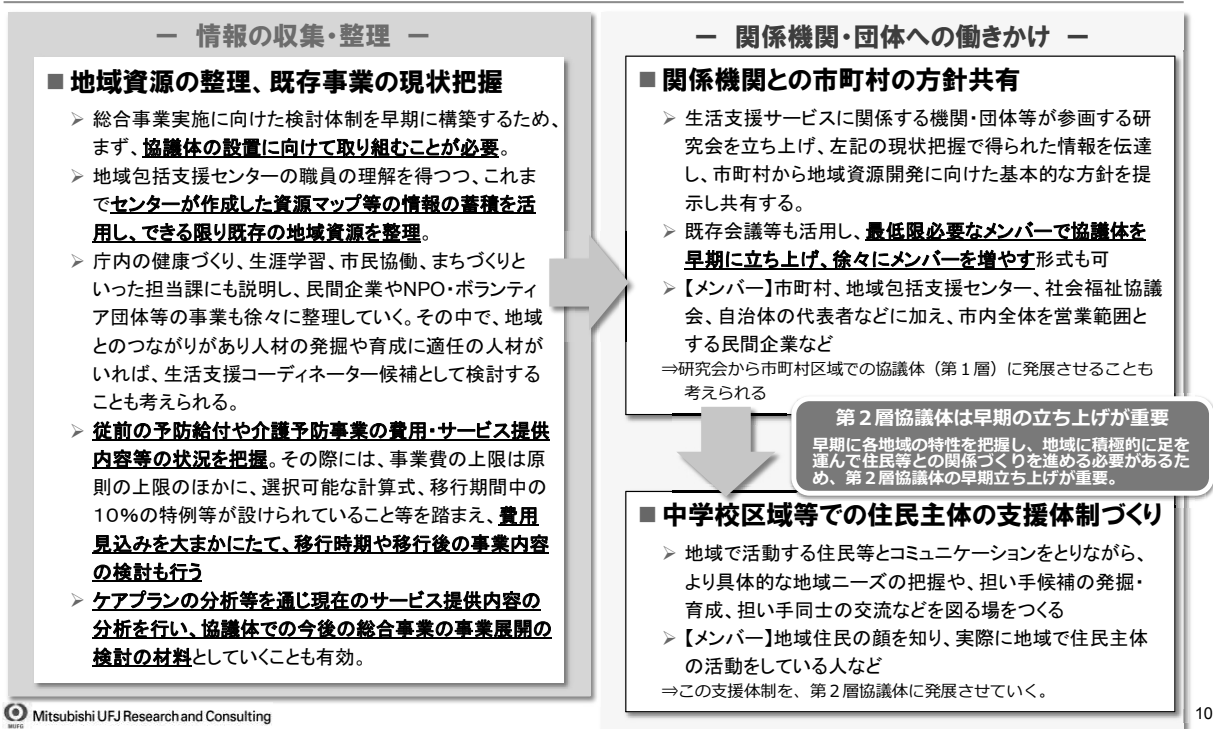 ― 情報の収集・整理 ―
■地域資源の整理、既存事業の現状把握
➢ 総合事業実施に向けた検討体制を早期に構築するため、
まず、協議体の設置に向けて取り組むことが必要。
➢ 地域包括支援センターの職員の理解を得つつ、これま
でセンターが作成した資源マップ等の情報の蓄積を活
用し、できる限り既存の地域資源を整理。
➢ 庁内の健康づくり、生涯学習、市民協働、まちづくりと
いった担当課にも説明し、民間企業やNPO・ボランティ
ア団体等の事業も徐々に整理していく。その中で、地域
とのつながりがあり人材の発掘や育成に適任の人材が
いれば、生活支援コーディネーター候補として検討する
ことも考えられる。
➢ 従前の予防給付や介護予防事業の費用・サービス提供
内容等の状況を把握。その際には、事業費の上限は原
則の上限のほかに、選択可能な計算式、移行期間中の
10%の特例等が設けられていること等を踏まえ、費用
見込みを大まかにたて、移行時期や移行後の事業内容
の検討も行う
➢ ケアプランの分析等を通じ現在のサービス提供内容の
分析を行い、協議体での今後の総合事業の事業展開の
検討の材料としていくことも有効。
― 関係機関・団体への働きかけ ―
■関係機関との市町村の方針共有
➢ 生活支援サービスに関係する機関・団体等が参画する研
究会を立ち上げ、左記の現状把握で得られた情報を伝達
し、市町村から地域資源開発に向けた基本的な方針を提
示し共有する。
➢ 既存会議等も活用し、最低限必要なメンバーで協議体を
早期に立ち上げ、徐々にメンバーを増やす形式も可
➢【メンバー】市町村、地域包括支援センター、社会福祉協議
会、自治体の代表者などに加え、市内全体を営業範囲と
する民間企業など
⇒研究会から市町村区域での協議体（第１層）に発展させることも
考えられる
第２層協議体は早期の立ち上げが重要
早期に各地域の特性を把握し、地域に積極的に足を
運んで住民等との関係づくりを進める必要があるた
め、第２層協議体の早期立ち上げが重要。
■中学校区域等での住民主体の支援体制づくり
➢ 地域で活動する住民等とコミュニケーションをとりながら、
より具体的な地域ニーズの把握や、担い手候補の発掘・
育成、担い手同士の交流などを図る場をつくる
➢【メンバー】地域住民の顔を知り、実際に地域で住民主体
の活動をしている人など
⇒この支援体制を、第２層協議体に発展させていく。
MUFG Mitsubishi UFJ Research and Consulting
10